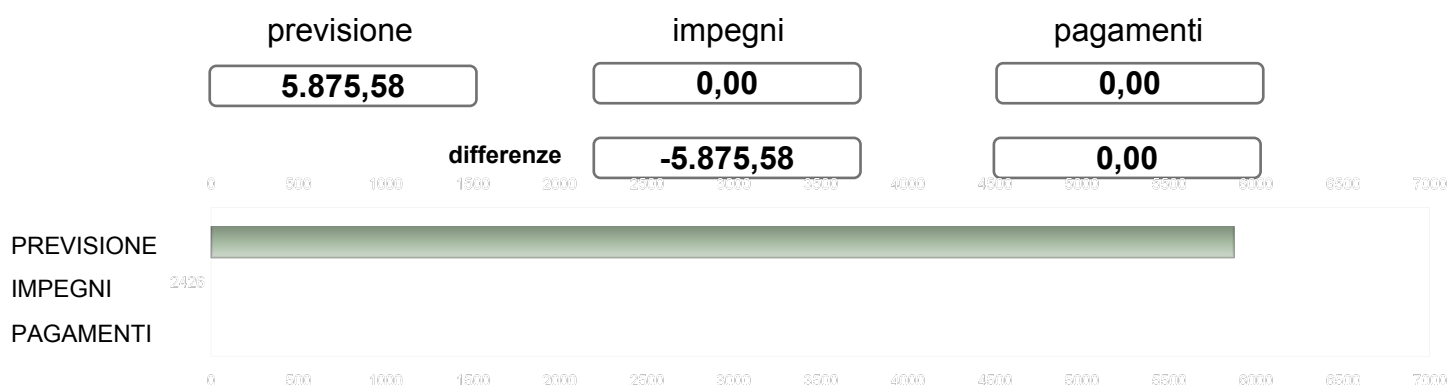 previsione impegni pagamenti
5.875,58 0,00 0,00
differenze -5.875,58 0,00
0 500 1000 1500 2000 2500 3000 3500 4000 4500 5000 5500 6000 6500 7000
PREVISIONE
2426
IMPEGNI
PAGAMENTI
0 500 1000 1500 2000 2500 3000 3500 4000 4500 5000 5500 6000 6500 7000